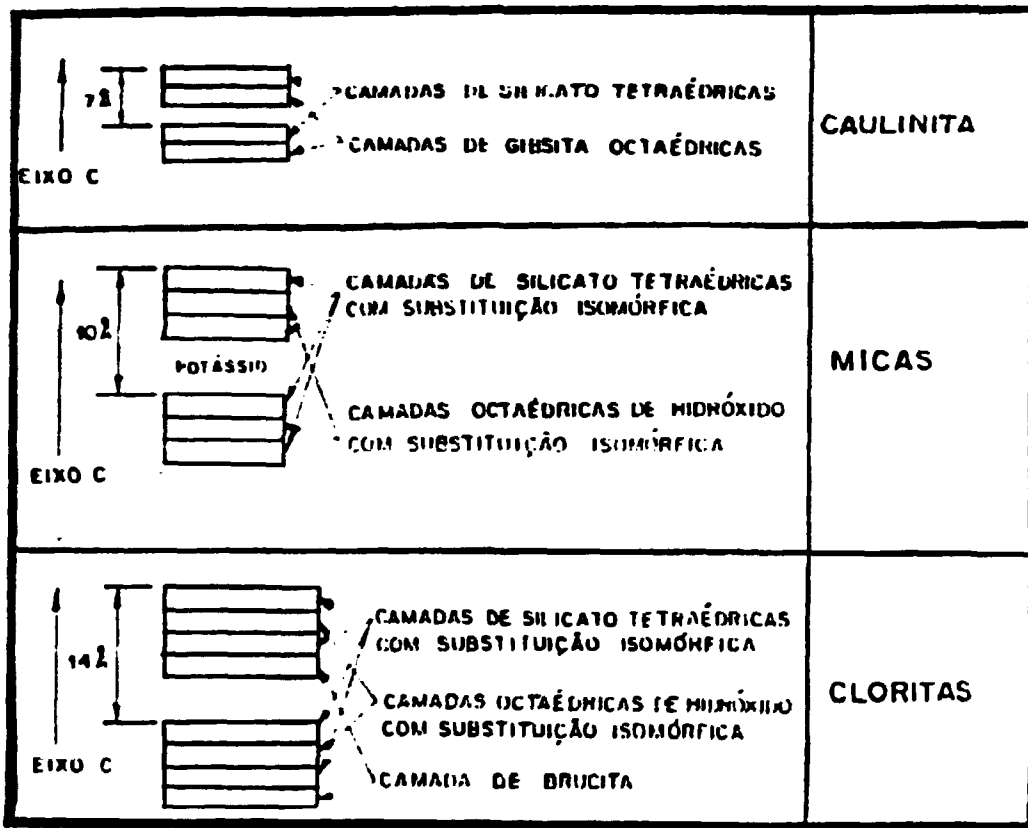 7Å
EIXO C
CAMADAS DE SILICATO TETRAÉDRICAS
CAMADAS DE GIBSITA OCTAÉDRICAS
CAULINITA
10Å
POTÁSSIO
EIXO C
CAMADAS DE SILICATO TETRAÉDRICAS
COM SUBSTITUIÇÃO ISOMÓRFICA
CAMADAS OCTAÉDRICAS DE HIDRÓXIDO
COM SUBSTITUIÇÃO ISOMÓRFICA
MICAS
14Å
EIXO C
CAMADAS DE SILICATO TETRAÉDRICAS
COM SUBSTITUIÇÃO ISOMÓRFICA
CAMADAS OCTAÉDRICAS DE HIDRÓXIDO
COM SUBSTITUIÇÃO ISOMÓRFICA
CAMADA DE BRUCITA
CLORITAS